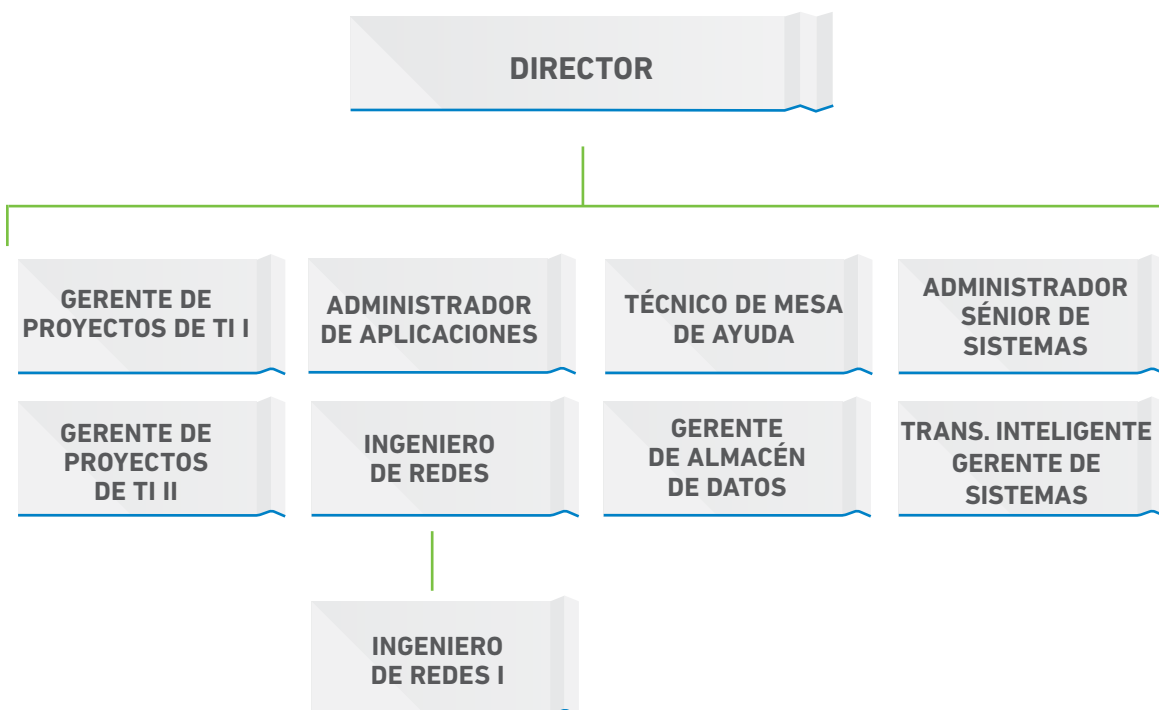 DIRECTOR
GERENTE DE
PROYECTOS DE TI I
ADMINISTRADOR
DE APLICACIONES
TÉCNICO DE MESA
DE AYUDA
ADMINISTRADOR
SÉNIOR DE
SISTEMAS
GERENTE DE
PROYECTOS
DE TI II
INGENIERO
DE REDES
GERENTE
DE ALMACÉN
DE DATOS
TRANS. INTELIGENTE
GERENTE DE
SISTEMAS
INGENIERO
DE REDES I